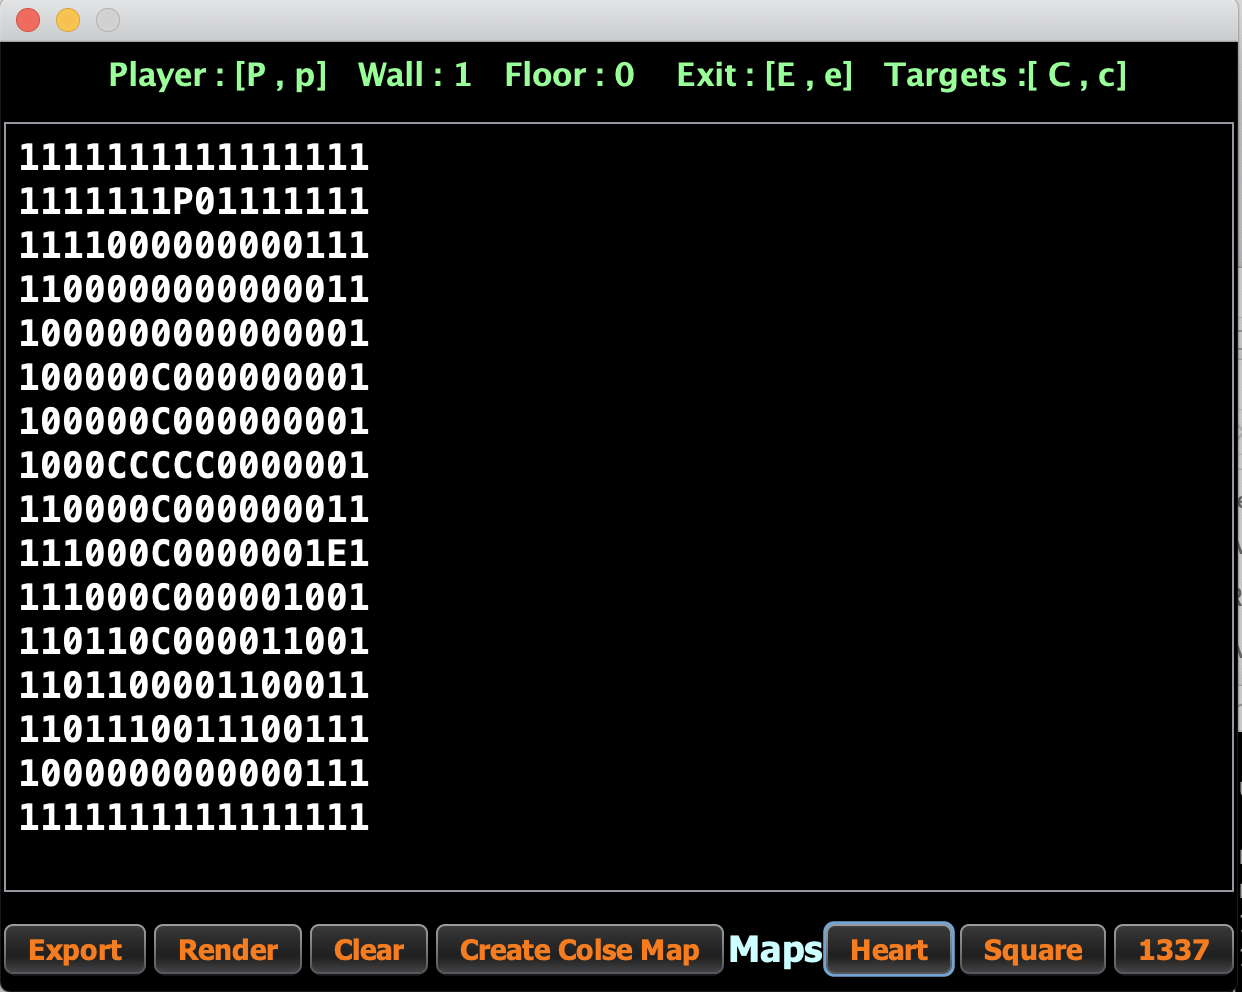 Player : [P , p] Wall : 1 Floor : 0 Exit : [E , e] Targets :[ C , c]
1111111111111111
1111111P01111111
1111000000000111
1100000000000011
1000000000000001
100000C000000001
100000C000000001
1000CCCCC0000001
110000C000000011
111000C0000001E1
111000C000001001
110110C000011001
1101100001100011
1101110011100111
1000000000000111
1111111111111111
Export Render Clear Create Colse Map Maps Heart Square 1337